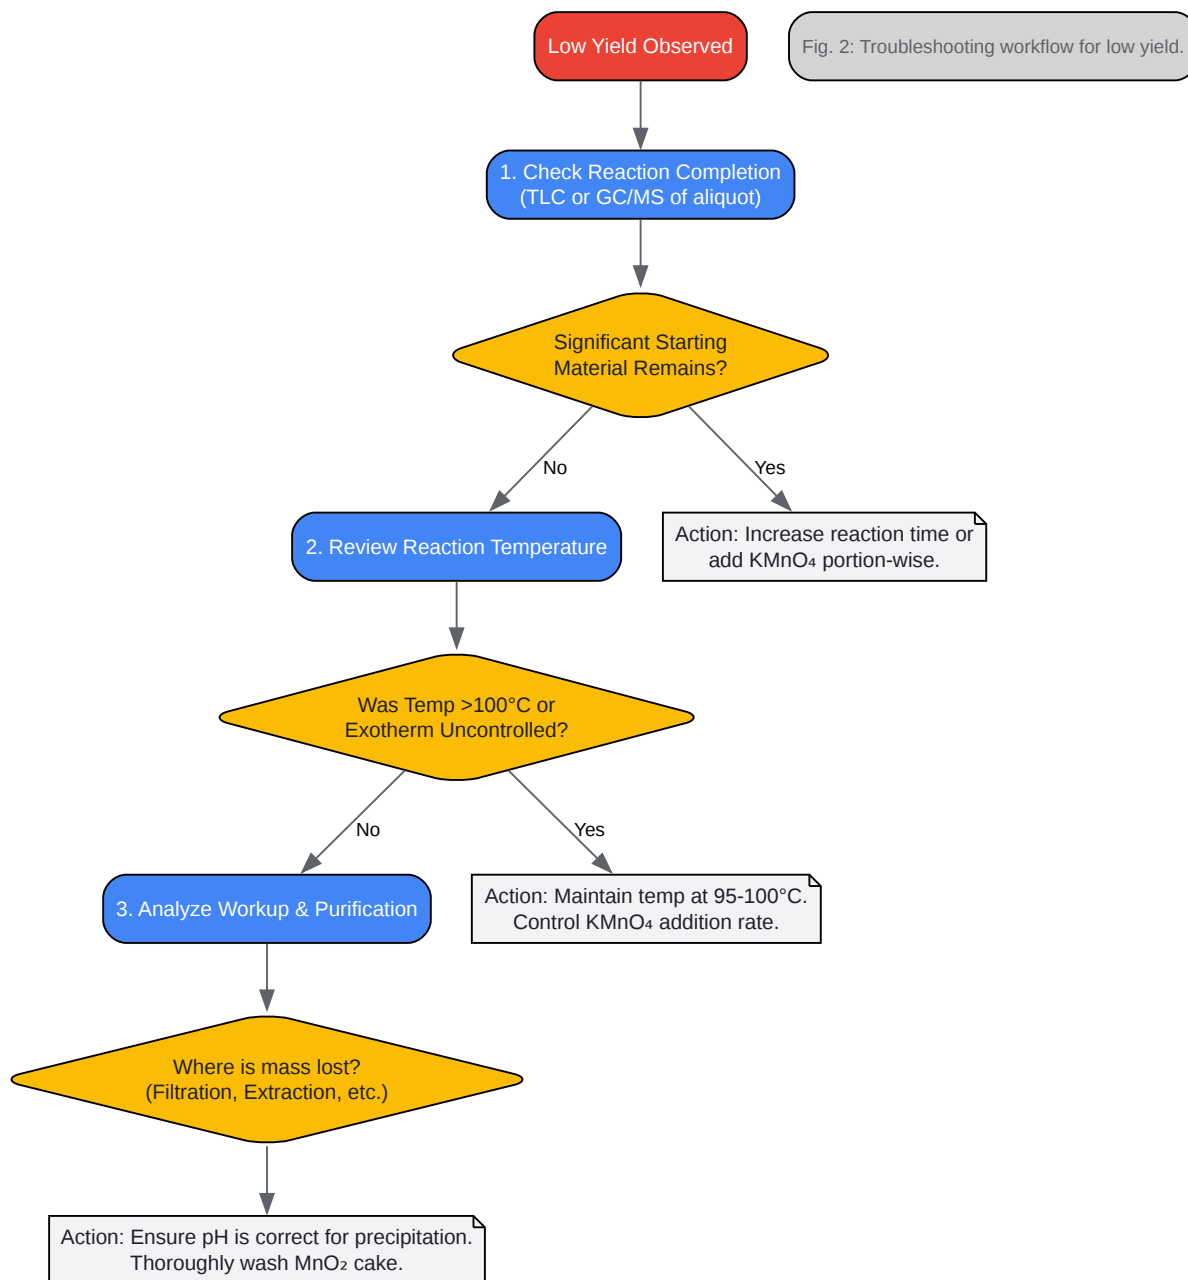 Low Yield Observed
Fig. 2: Troubleshooting workflow for low yield.
1. Check Reaction Completion
(TLC or GC/MS of aliquot)
Significant Starting
Material Remains?
No
Yes
2. Review Reaction Temperature
Action: Increase reaction time or
add KMnO₄ portion-wise.
Was Temp >100°C or
Exotherm Uncontrolled?
No
Yes
3. Analyze Workup & Purification
Action: Maintain temp at 95-100°C.
Control KMnO₄ addition rate.
Where is mass lost?
(Filtration, Extraction, etc.)
Action: Ensure pH is correct for precipitation.
Thoroughly wash MnO₂ cake.